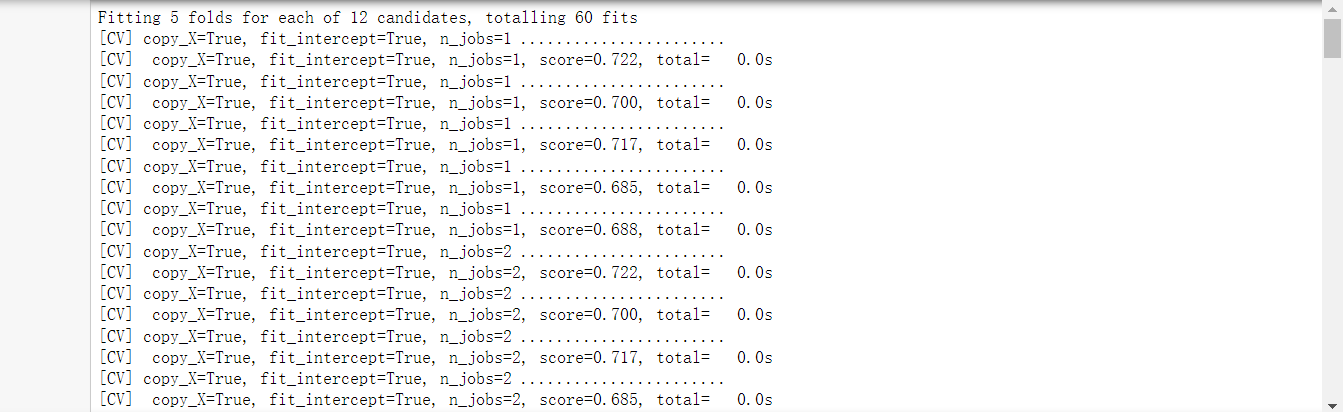 Fitting 5 folds for each of 12 candidates, totalling 60 fits
[CV] copy_X=True, fit_intercept=True, n_jobs=1 .......................
[CV]  copy_X=True, fit_intercept=True, n_jobs=1, score=0.722, total=   0.0s
[CV] copy_X=True, fit_intercept=True, n_jobs=1 .......................
[CV]  copy_X=True, fit_intercept=True, n_jobs=1, score=0.700, total=   0.0s
[CV] copy_X=True, fit_intercept=True, n_jobs=1 .......................
[CV]  copy_X=True, fit_intercept=True, n_jobs=1, score=0.717, total=   0.0s
[CV] copy_X=True, fit_intercept=True, n_jobs=1 .......................
[CV]  copy_X=True, fit_intercept=True, n_jobs=1, score=0.685, total=   0.0s
[CV] copy_X=True, fit_intercept=True, n_jobs=1 .......................
[CV]  copy_X=True, fit_intercept=True, n_jobs=1, score=0.688, total=   0.0s
[CV] copy_X=True, fit_intercept=True, n_jobs=2 .......................
[CV]  copy_X=True, fit_intercept=True, n_jobs=2, score=0.722, total=   0.0s
[CV] copy_X=True, fit_intercept=True, n_jobs=2 .......................
[CV]  copy_X=True, fit_intercept=True, n_jobs=2, score=0.700, total=   0.0s
[CV] copy_X=True, fit_intercept=True, n_jobs=2 .......................
[CV]  copy_X=True, fit_intercept=True, n_jobs=2, score=0.717, total=   0.0s
[CV] copy_X=True, fit_intercept=True, n_jobs=2 .......................
[CV]  copy_X=True, fit_intercept=True, n_jobs=2, score=0.685, total=   0.0s